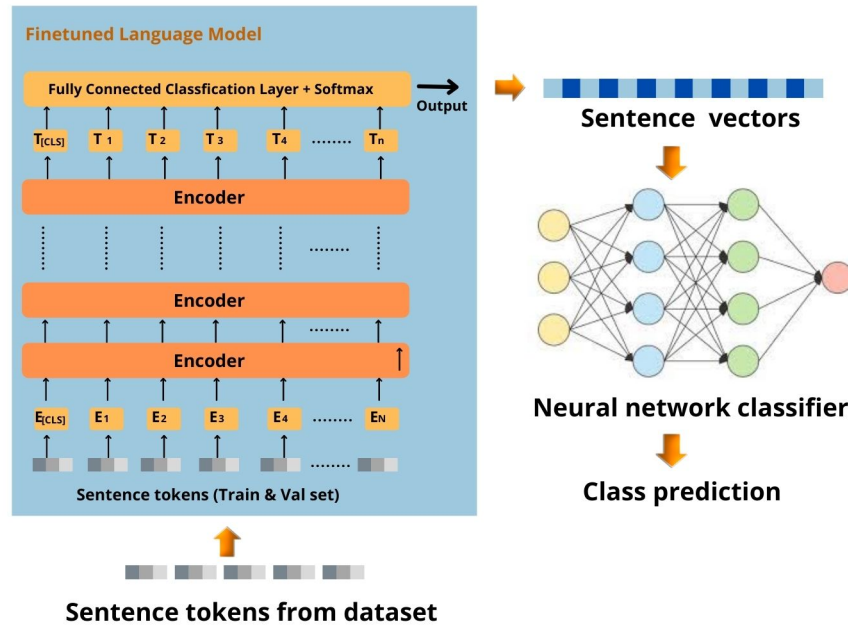 Finetuned Language Model
Fully Connected Classfication Layer + Softmax
Output
T[CLS] T 1 T 2 T 3 T 4 ........ Tn
Encoder
........
Encoder
........
Encoder
E[CLS] E1 E2 E3 E4 ........ EN
........
Sentence tokens (Train & Val set)
Sentence tokens from dataset
Sentence vectors
Neural network classifier
Class prediction